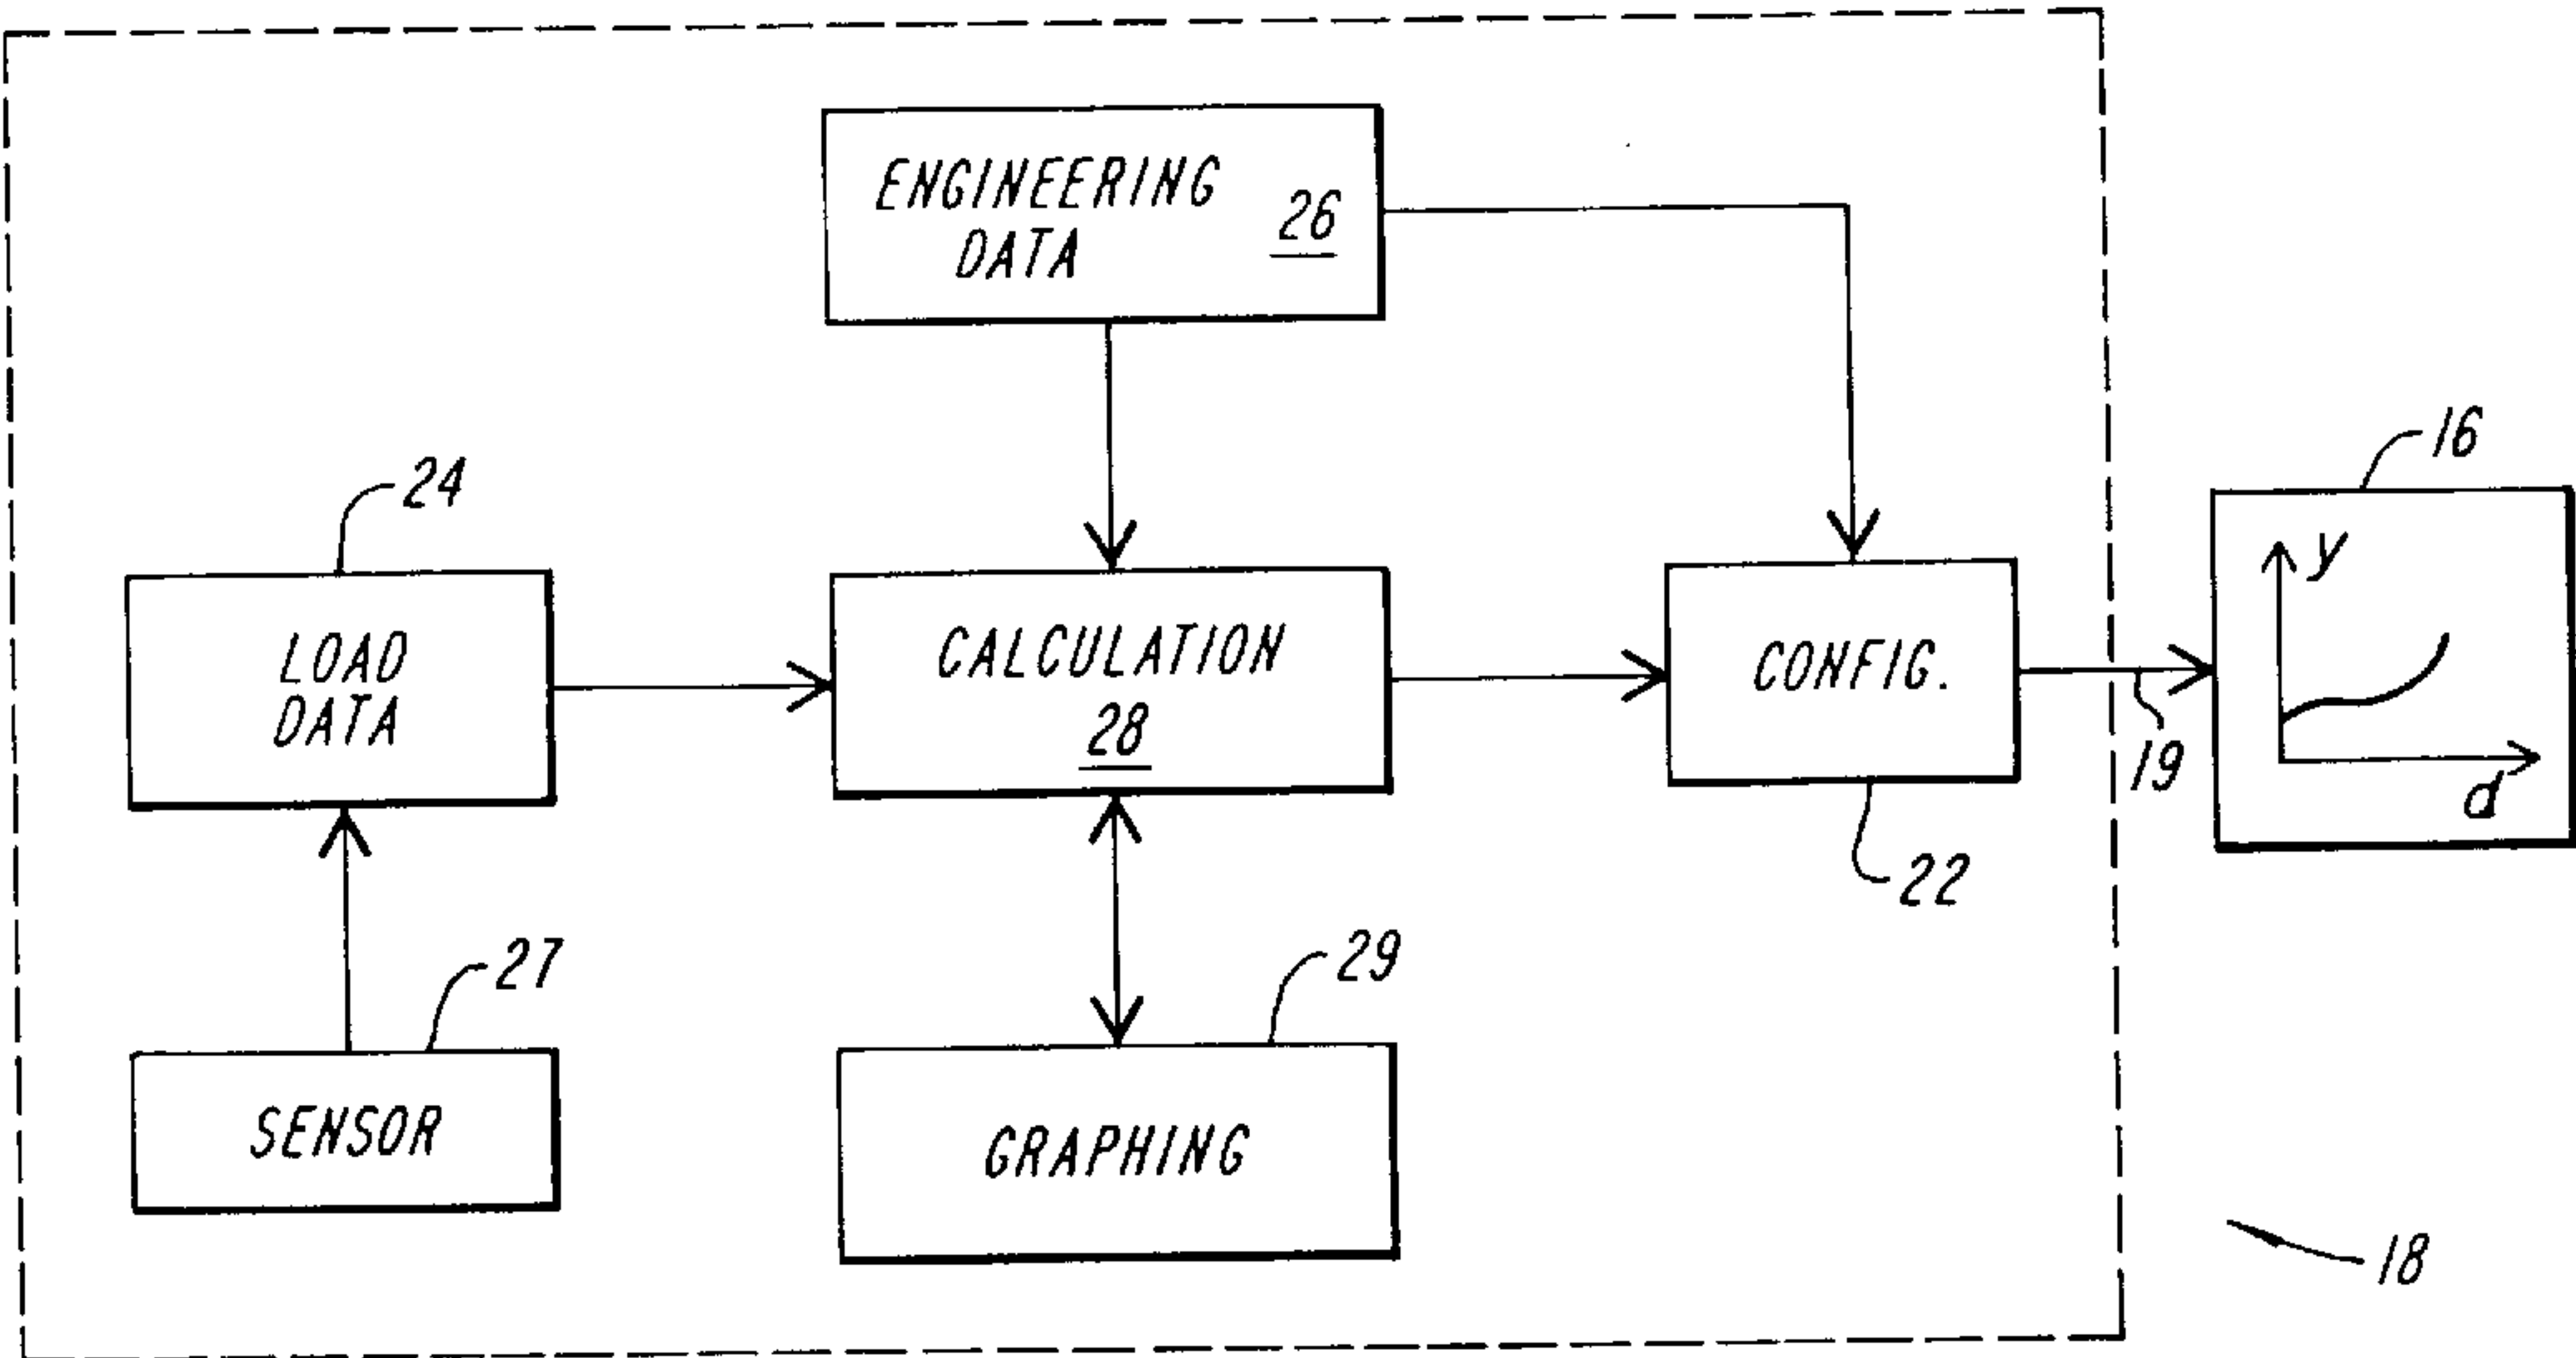 ENGINEERING
DATA
26
24
LOAD
DATA
CALCULATION
28
CONFIG.
22
19
16
y
d
27
SENSOR
29
GRAPHING
18